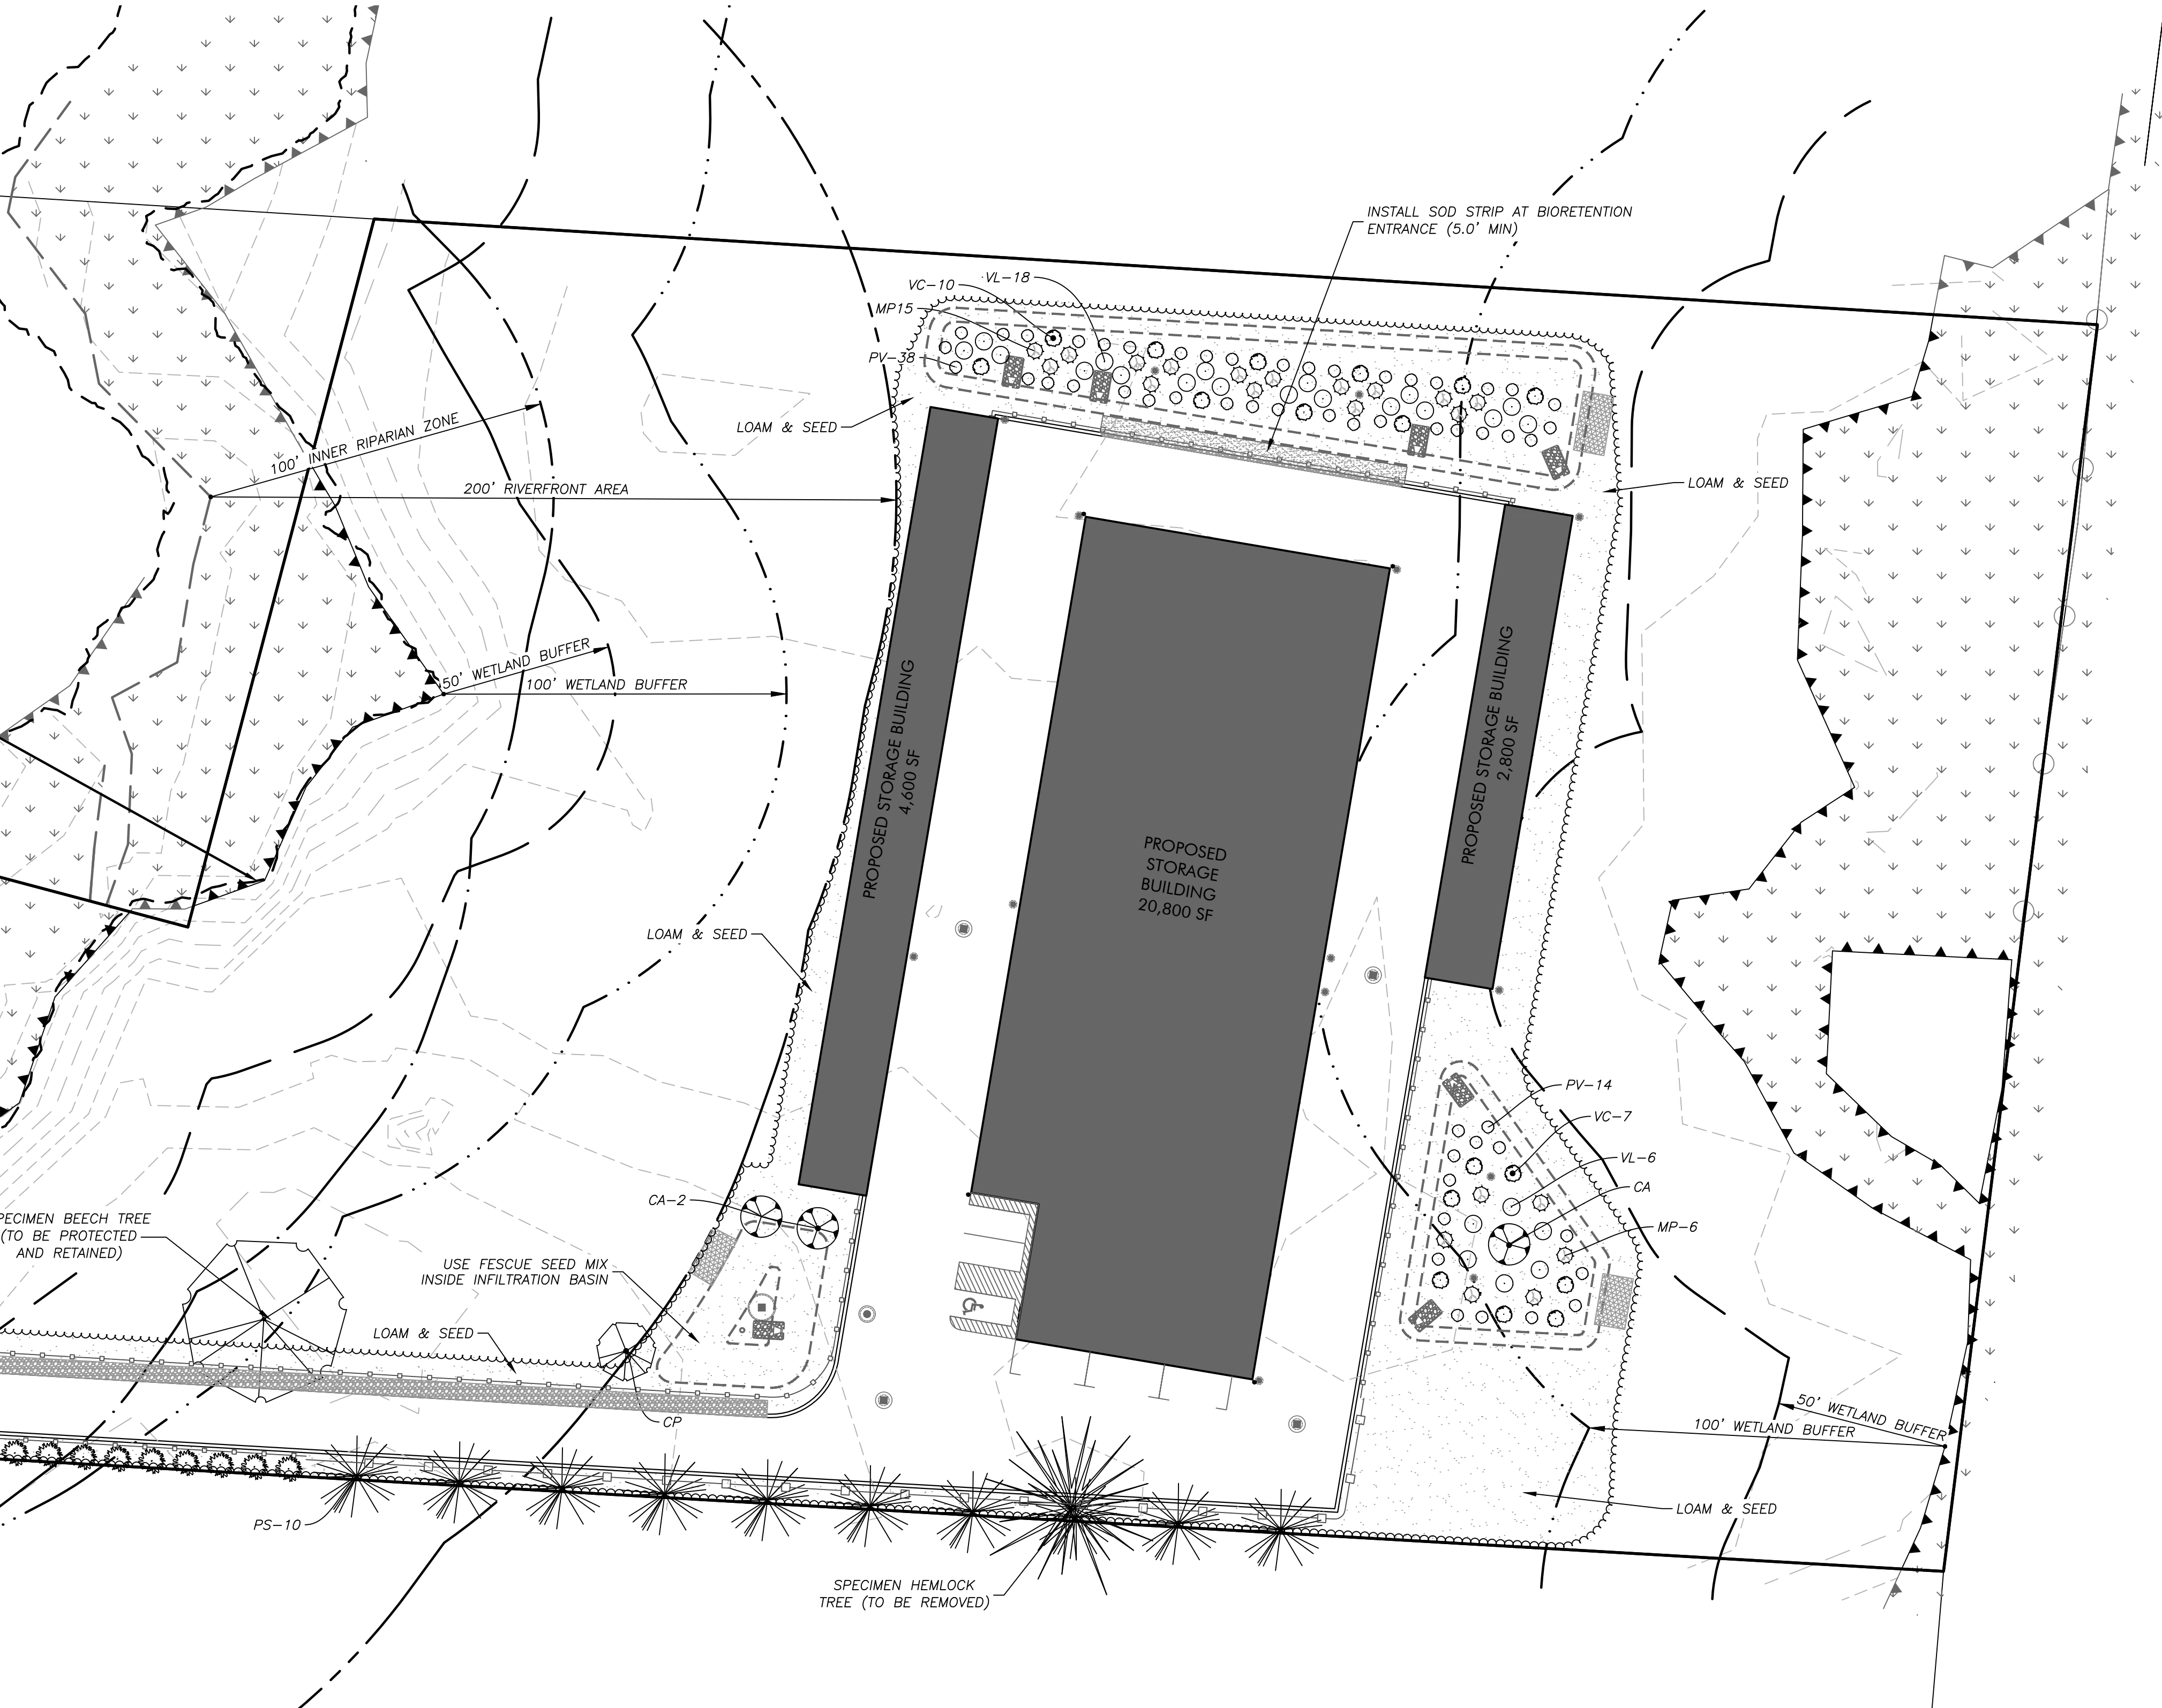 INSTALL SOD STRIP AT BIORETENTION
ENTRANCE (5.0' MIN)
VL-18
VC-10
MP15
PV-38
LOAM & SEED
100' INNER RIPARIAN ZONE
200' RIVERFRONT AREA
LOAM & SEED
50' WETLAND BUFFER
100' WETLAND BUFFER
PROPOSED STORAGE BUILDING
4,600 SF
PROPOSED STORAGE BUILDING
2,800 SF
PROPOSED
STORAGE
BUILDING
20,800 SF
LOAM & SEED
PV-14
VC-7
VL-6
CA
MP-6
CA-2
PECIMEN BEECH TREE
(TO BE PROTECTED
AND RETAINED)
USE FESCUE SEED MIX
INSIDE INFILTRATION BASIN
LOAM & SEED
CP
50' WETLAND BUFFER
100' WETLAND BUFFER
LOAM & SEED
PS-10
SPECIMEN HEMLOCK
TREE (TO BE REMOVED)